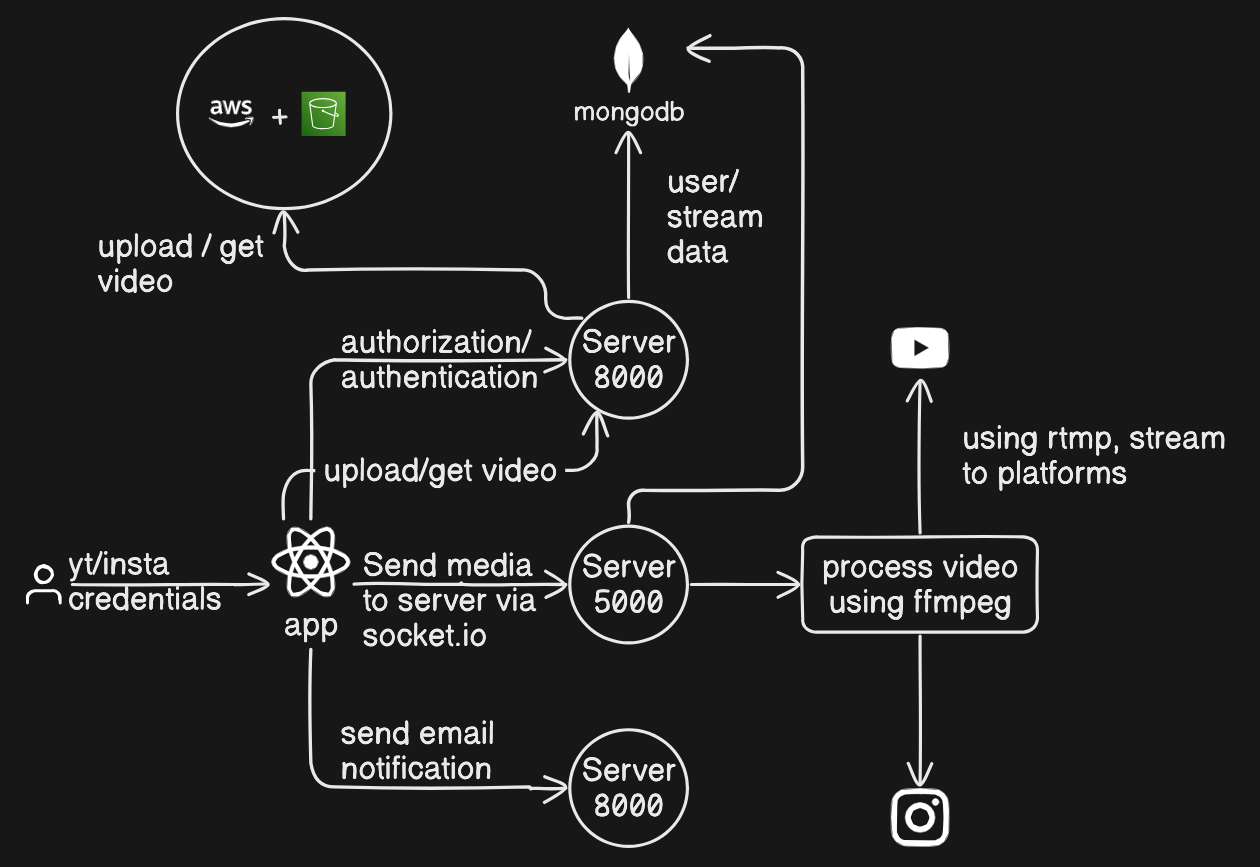 aws
+
mongodb
user/
stream
data
upload / get
video
authorization/
authentication
Server
8000
upload/get video
using rtmp, stream
to platforms
yt/insta
credentials
app
Send media
to server via
socket.io
Server
5000
process video
using ffmpeg
send email
notification
Server
8000